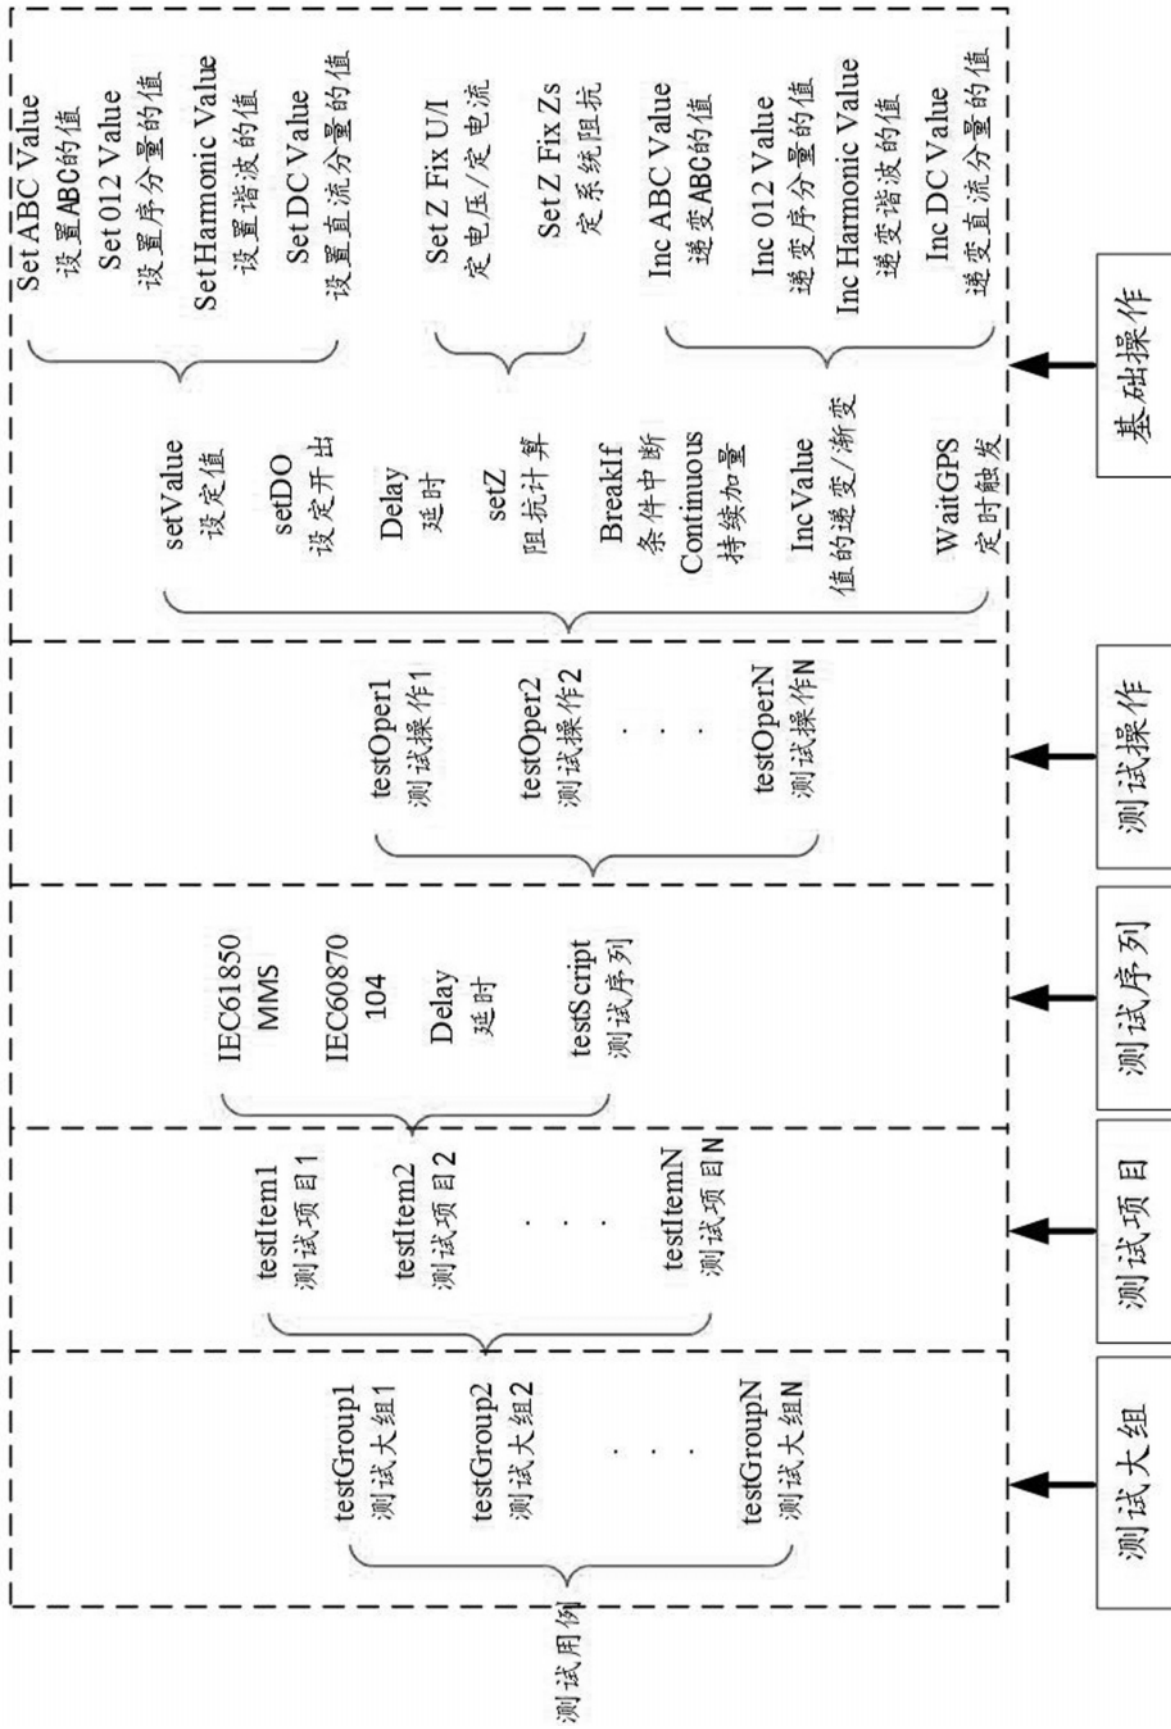 测试用例
testGroup1
测试大组1
testGroup2
测试大组2
. . .
testGroupN
测试大组N
testItem1
测试项目1
testItem2
测试项目2
. . .
testItemN
测试项目N
IEC61850
MMS
IEC60870
104
Delay
延时
testScript
测试序列
testOper1
测试操作1
testOper2
测试操作2
. . .
testOperN
测试操作N
setValue
设定值
setDO
设定开出
Delay
延时
setZ
阻抗计算
BreakIf
条件中断
Continuous
持续加量
IncValue
值的递变/渐变
WaitGPS
定时触发
Set ABC Value
设置ABC的值
Set 012 Value
设置序分量的值
Set Harmonic Value
设置谐波的值
Set DC Value
设置直流分量的值
Set Z Fix U/I
定电压/定电流
Set Z Fix Zs
定系统阻抗
Inc ABC Value
递变ABC的值
Inc 012 Value
递变序分量的值
Inc Harmonic Value
递变谐波的值
Inc DC Value
递变直流分量的值
测试大组
测试项目
测试序列
测试操作
基础操作